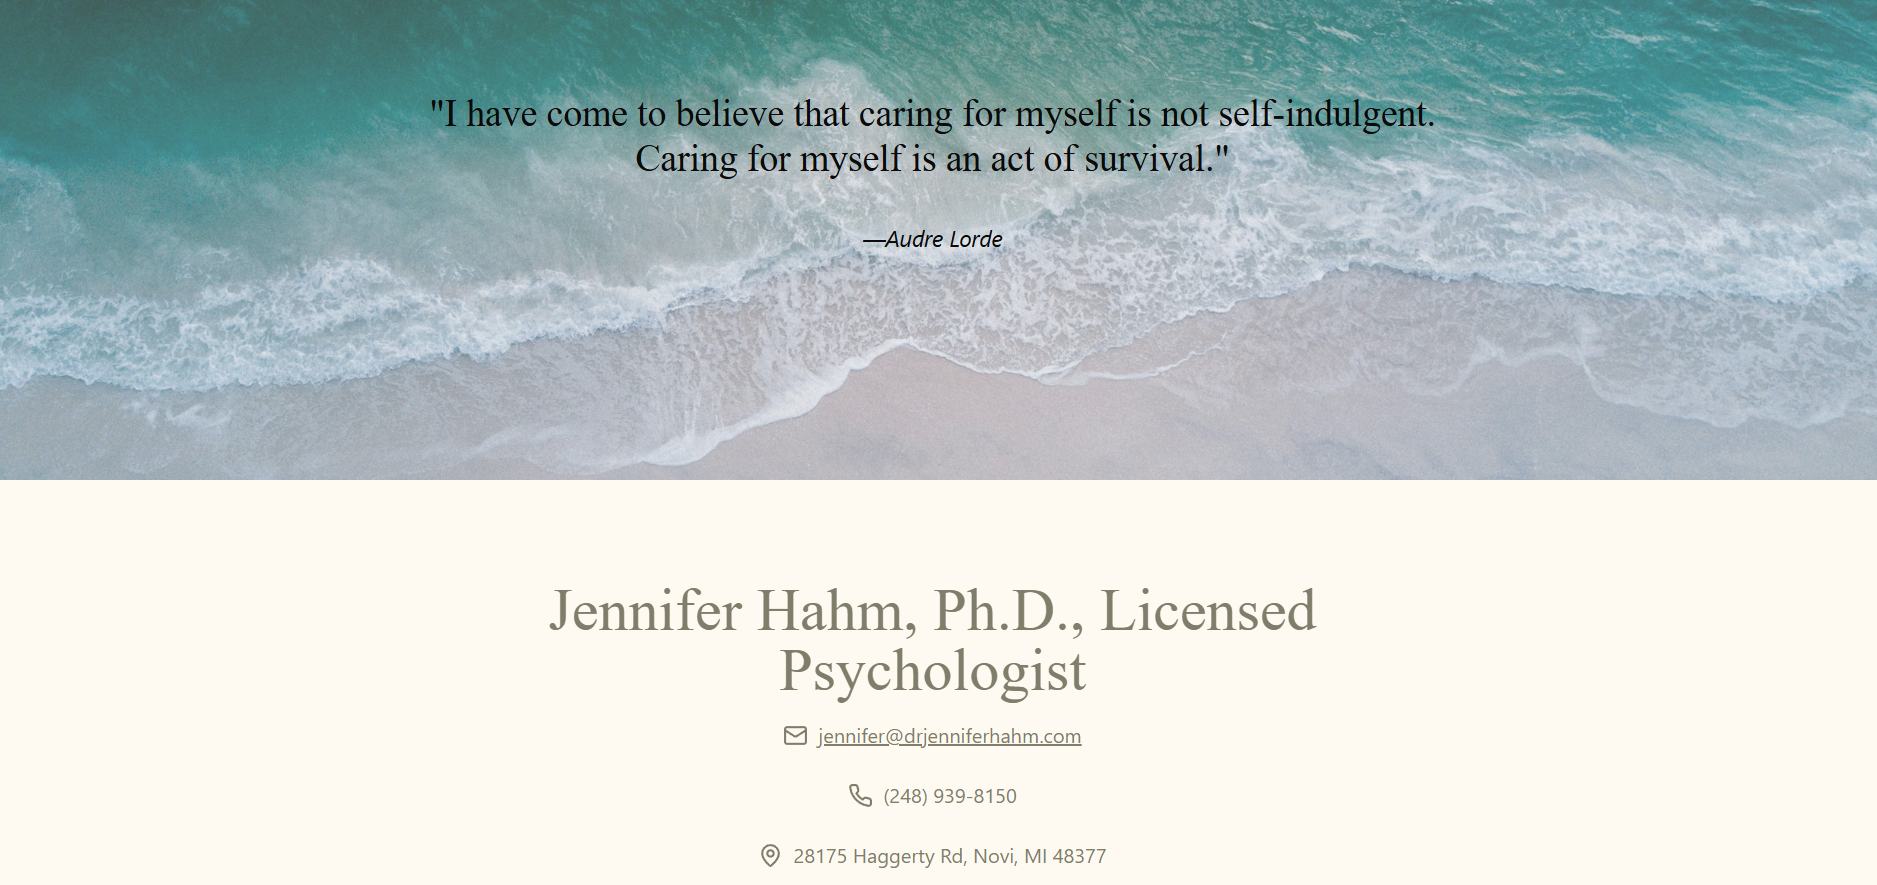 "I have come to believe that caring for myself is not self-indulgent.
Caring for myself is an act of survival."
—Audre Lorde
Jennifer Hahm, Ph.D., Licensed
Psychologist
jennifer@drjenniferhahm.com
(248) 939-8150
28175 Haggerty Rd, Novi, MI 48377